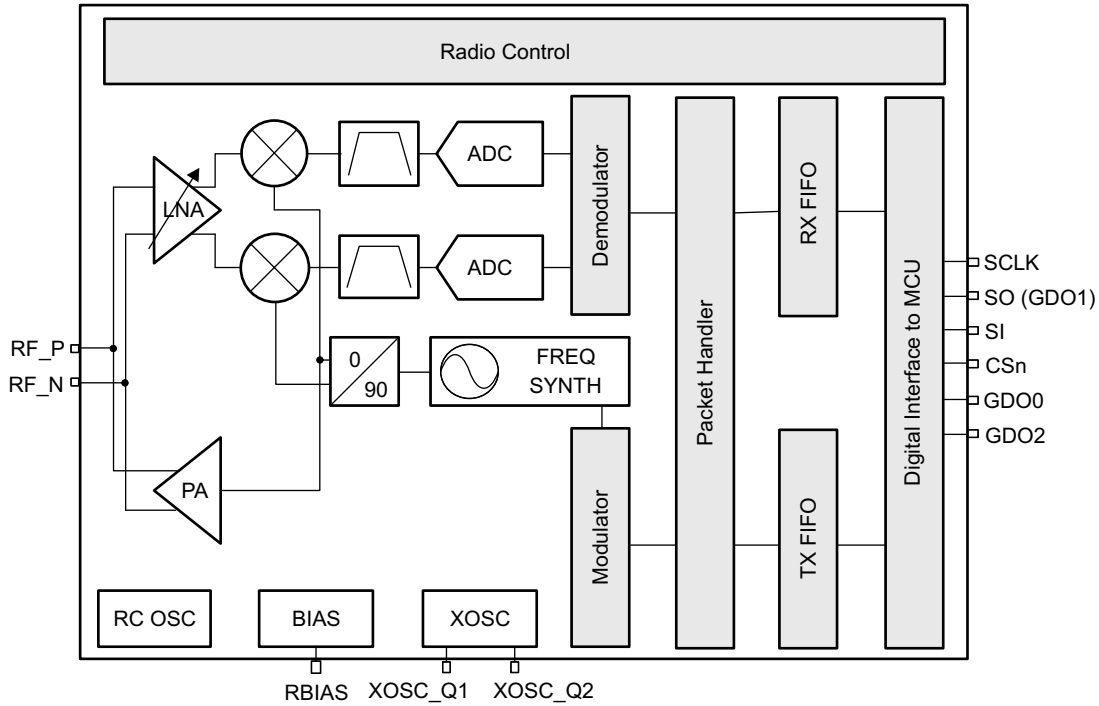 Radio Control
LNA
ADC
ADC
Demodulator
Packet Handler
RX FIFO
Digital Interface to MCU
SCLK
SO (GDO1)
SI
CSn
GDO0
GDO2
RF_P
RF_N
0
90
FREQ
SYNTH
PA
Modulator
TX FIFO
RC OSC
BIAS
XOSC
RBIAS
XOSC_Q1
XOSC_Q2